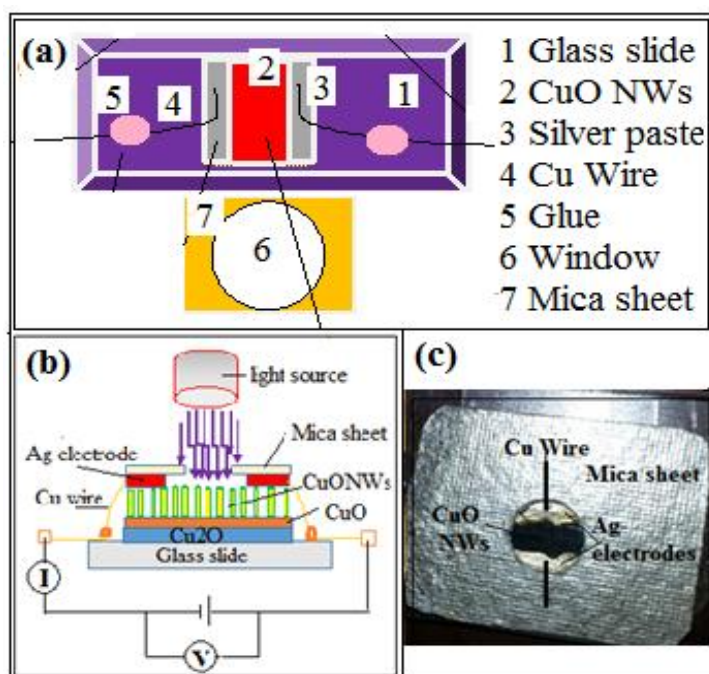 (a)
2
5
4
3
1
7
6
1 Glass slide
2 CuO NWs
3 Silver paste
4 Cu Wire
5 Glue
6 Window
7 Mica sheet
(b)
light source
Mica sheet
Ag electrode
CuONWs
Cu wire
CuO
Cu2O
Glass slide
I
V
(c)
Cu Wire
Mica sheet
CuO
NWs
Ag
electrodes